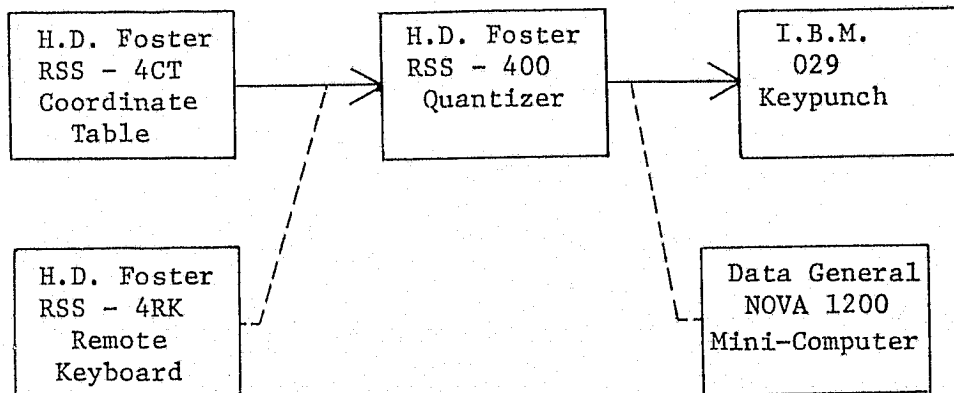 H.D. Foster
RSS - 4CT
Coordinate
Table
H.D. Foster
RSS - 400
Quantizer
I.B.M.
029
Keypunch
H.D. Foster
RSS - 4RK
Remote
Keyboard
Data General
NOVA 1200
Mini-Computer